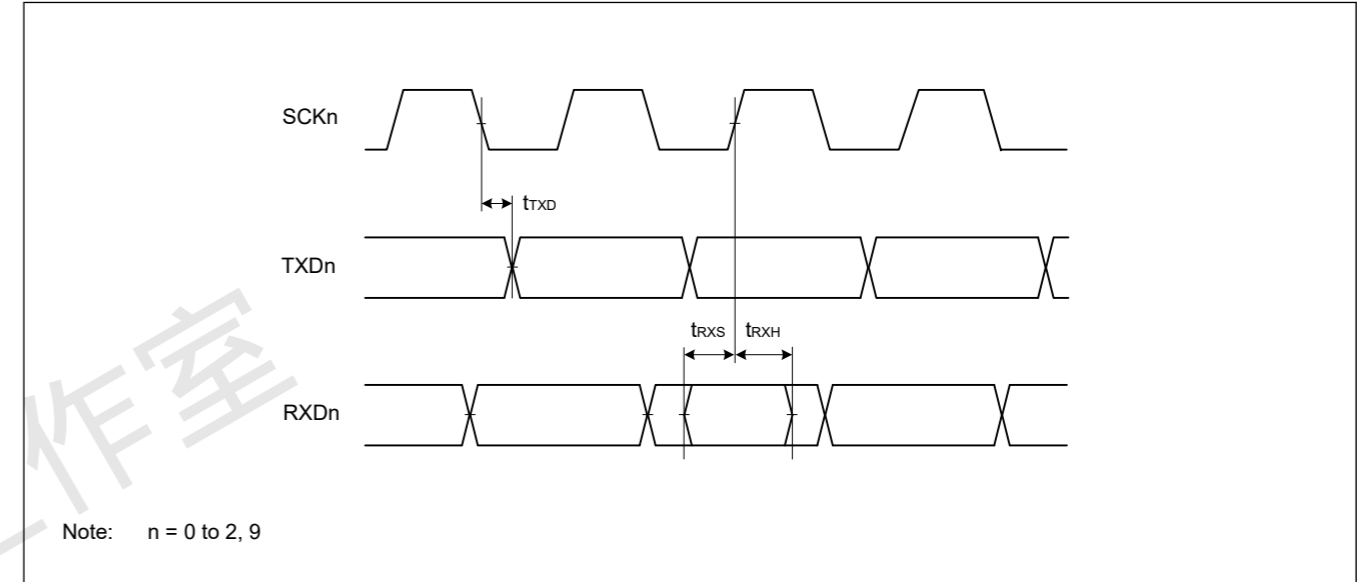 SCKn
tTXD
TXDn
tRXS tRXH
RXDn
作室
Note: n = 0 to 2, 9